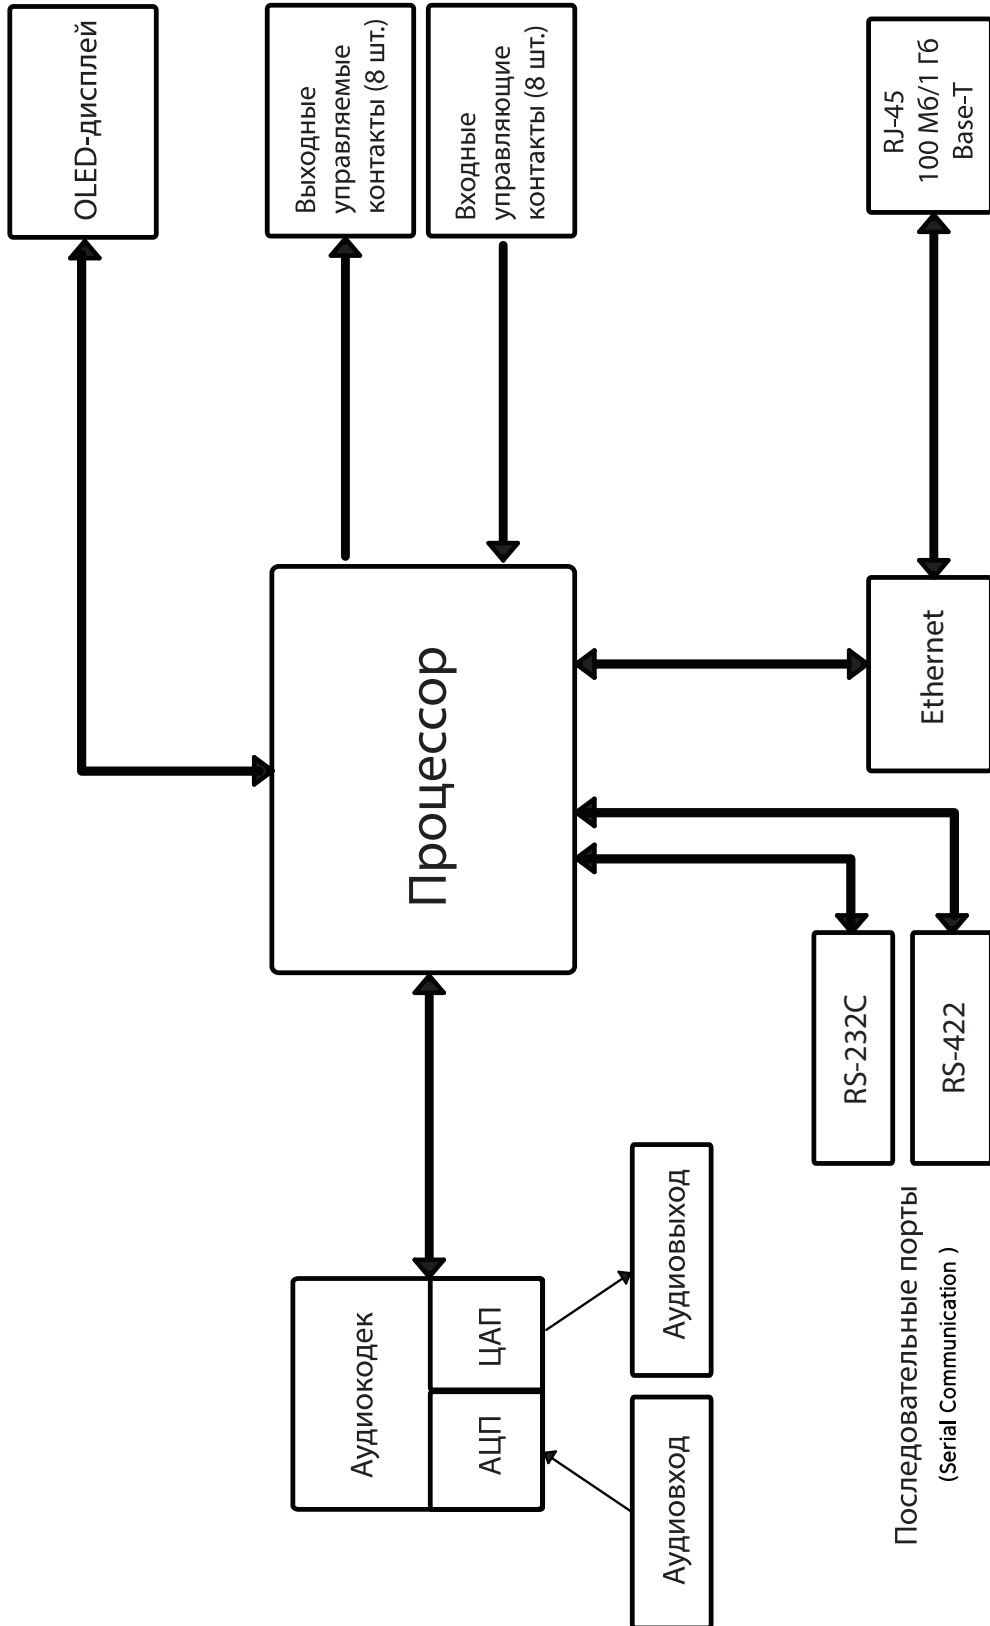 OLED-дисплей
Выходные
управляемые
контакты (8 шт.)
Входные
управляющие
контакты (8 шт.)
RJ-45
100 Мб/1 Гб
Base-T
Процессор
Ethernet
RS-232C
RS-422
Последовательные порты
(Serial Communication )
Аудиокодек
АЦП
ЦАП
Аудиовход
Аудиовыход